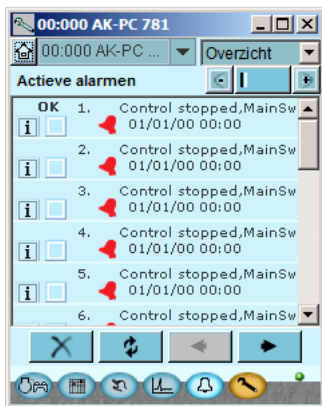 00:000 AK-PC 781
00:000 AK-PC ... Overzicht
Actieve alarmen
OK 1. Control stopped,MainSw
01/01/00 00:00
2. Control stopped,MainSw
01/01/00 00:00
3. Control stopped,MainSw
01/01/00 00:00
4. Control stopped,MainSw
01/01/00 00:00
5. Control stopped,MainSw
01/01/00 00:00
6. Control stopped,MainSw